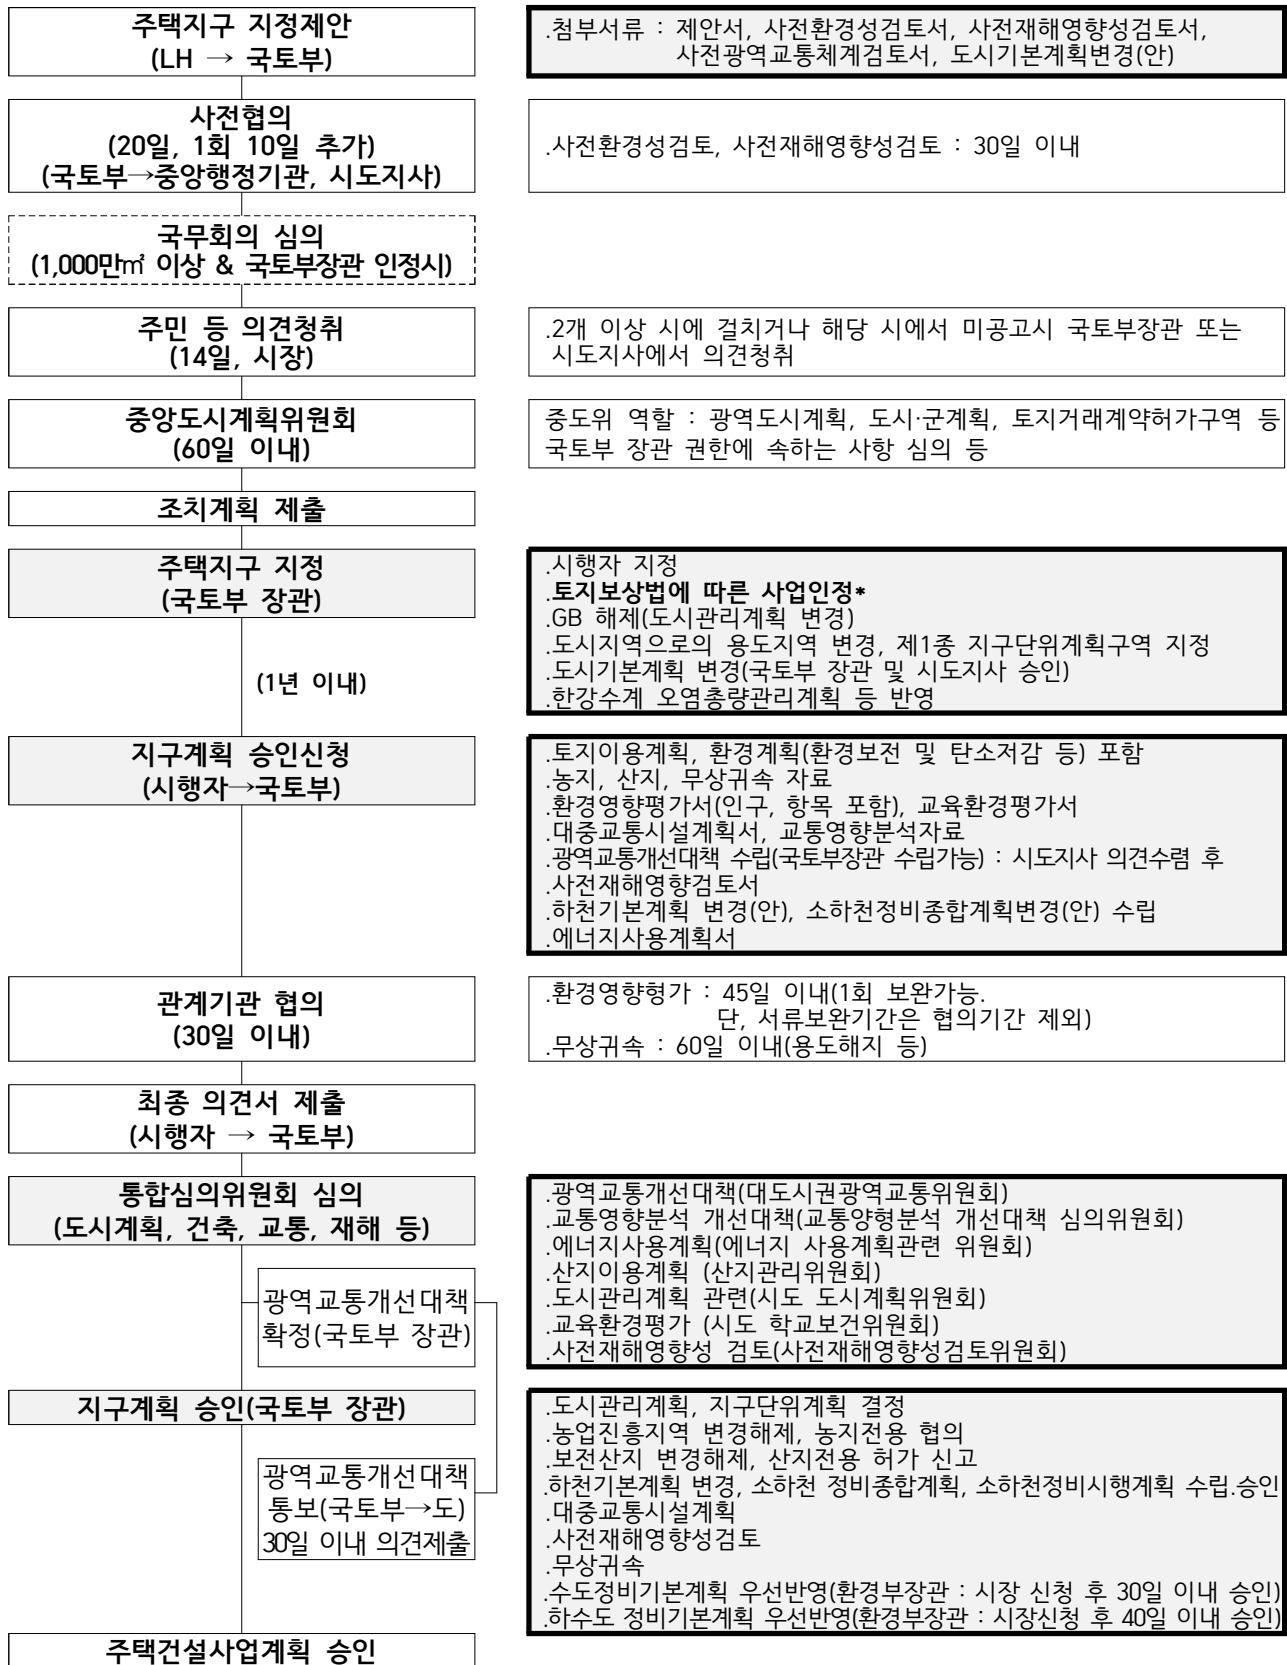 주택지구 지정제안
(LH → 국토부)
.첨부서류 : 제안서, 사전환경성검토서, 사전재해영향성검토서,
사전광역교통체계검토서, 도시기본계획변경(안)
사전협의
(20일, 1회 10일 추가)
(국토부→중앙행정기관, 시도지사)
.사전환경성검토, 사전재해영향성검토 : 30일 이내
국무회의 심의
(1,000만㎡ 이상 & 국토부장관 인정시)
주민 등 의견청취
(14일, 시장)
.2개 이상 시에 걸치거나 해당 시에서 미공고시 국토부장관 또는
시도지사에서 의견청취
중앙도시계획위원회
(60일 이내)
중도위 역할 : 광역도시계획, 도시·군계획, 토지거래계약허가구역 등
국토부 장관 권한에 속하는 사항 심의 등
조치계획 제출
주택지구 지정
(국토부 장관)
(1년 이내)
.시행자 지정
.토지보상법에 따른 사업인정*
.GB 해제(도시관리계획 변경)
.도시지역으로의 용도지역 변경, 제1종 지구단위계획구역 지정
.도시기본계획 변경(국토부 장관 및 시도지사 승인)
.한강수계 오염총량관리계획 등 반영
지구계획 승인신청
(시행자→국토부)
.토지이용계획, 환경계획(환경보전 및 탄소저감 등) 포함
.농지, 산지, 무상귀속 자료
.환경영향평가서(인구, 항목 포함), 교육환경평가서
.대중교통시설계획서, 교통영향분석자료
.광역교통개선대책 수립(국토부장관 수립가능) : 시도지사 의견수렴 후
.사전재해영향검토서
.하천기본계획 변경(안), 소하천정비종합계획변경(안) 수립
.에너지사용계획서
관계기관 협의
(30일 이내)
.환경영향형가 : 45일 이내(1회 보완가능.
단, 서류보완기간은 협의기간 제외)
.무상귀속 : 60일 이내(용도해지 등)
최종 의견서 제출
(시행자 → 국토부)
통합심의위원회 심의
(도시계획, 건축, 교통, 재해 등)
.광역교통개선대책(대도시권광역교통위원회)
.교통영향분석 개선대책(교통양형분석 개선대책 심의위원회)
.에너지사용계획(에너지 사용계획관련 위원회)
.산지이용계획 (산지관리위원회)
.도시관리계획 관련(시도 도시계획위원회)
.교육환경평가 (시도 학교보건위원회)
.사전재해영향성 검토(사전재해영향성검토위원회)
광역교통개선대책
확정(국토부 장관)
지구계획 승인(국토부 장관)
.도시관리계획, 지구단위계획 결정
.농업진흥지역 변경해제, 농지전용 협의
.보전산지 변경해제, 산지전용 허가 신고
.하천기본계획 변경, 소하천 정비종합계획, 소하천정비시행계획 수립.승인
.대중교통시설계획
.사전재해영향성검토
.무상귀속
.수도정비기본계획 우선반영(환경부장관 : 시장 신청 후 30일 이내 승인)
.하수도 정비기본계획 우선반영(환경부장관 : 시장신청 후 40일 이내 승인)
광역교통개선대책
통보(국토부→도)
30일 이내 의견제출
주택건설사업계획 승인